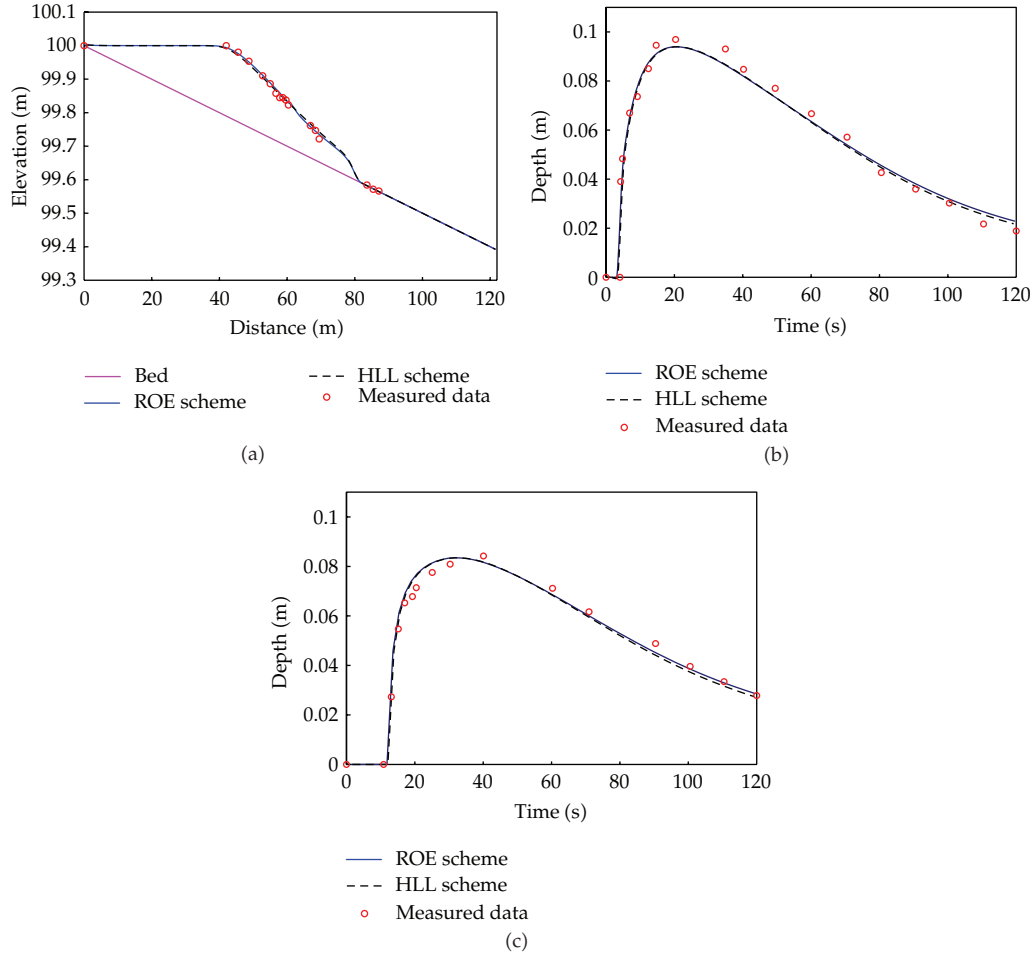 100.1
100
99.9
99.8
99.7
99.6
99.5
99.4
99.3
Elevation (m)
0 20 40 60 80 100 120
Distance (m)
Bed
ROE scheme
HLL scheme
Measured data
(a)
0.1
0.08
0.06
0.04
0.02
0
Depth (m)
0 20 40 60 80 100 120
Time (s)
ROE scheme
HLL scheme
Measured data
(b)
0.1
0.08
0.06
0.04
0.02
0
Depth (m)
0 20 40 60 80 100 120
Time (s)
ROE scheme
HLL scheme
Measured data
(c)